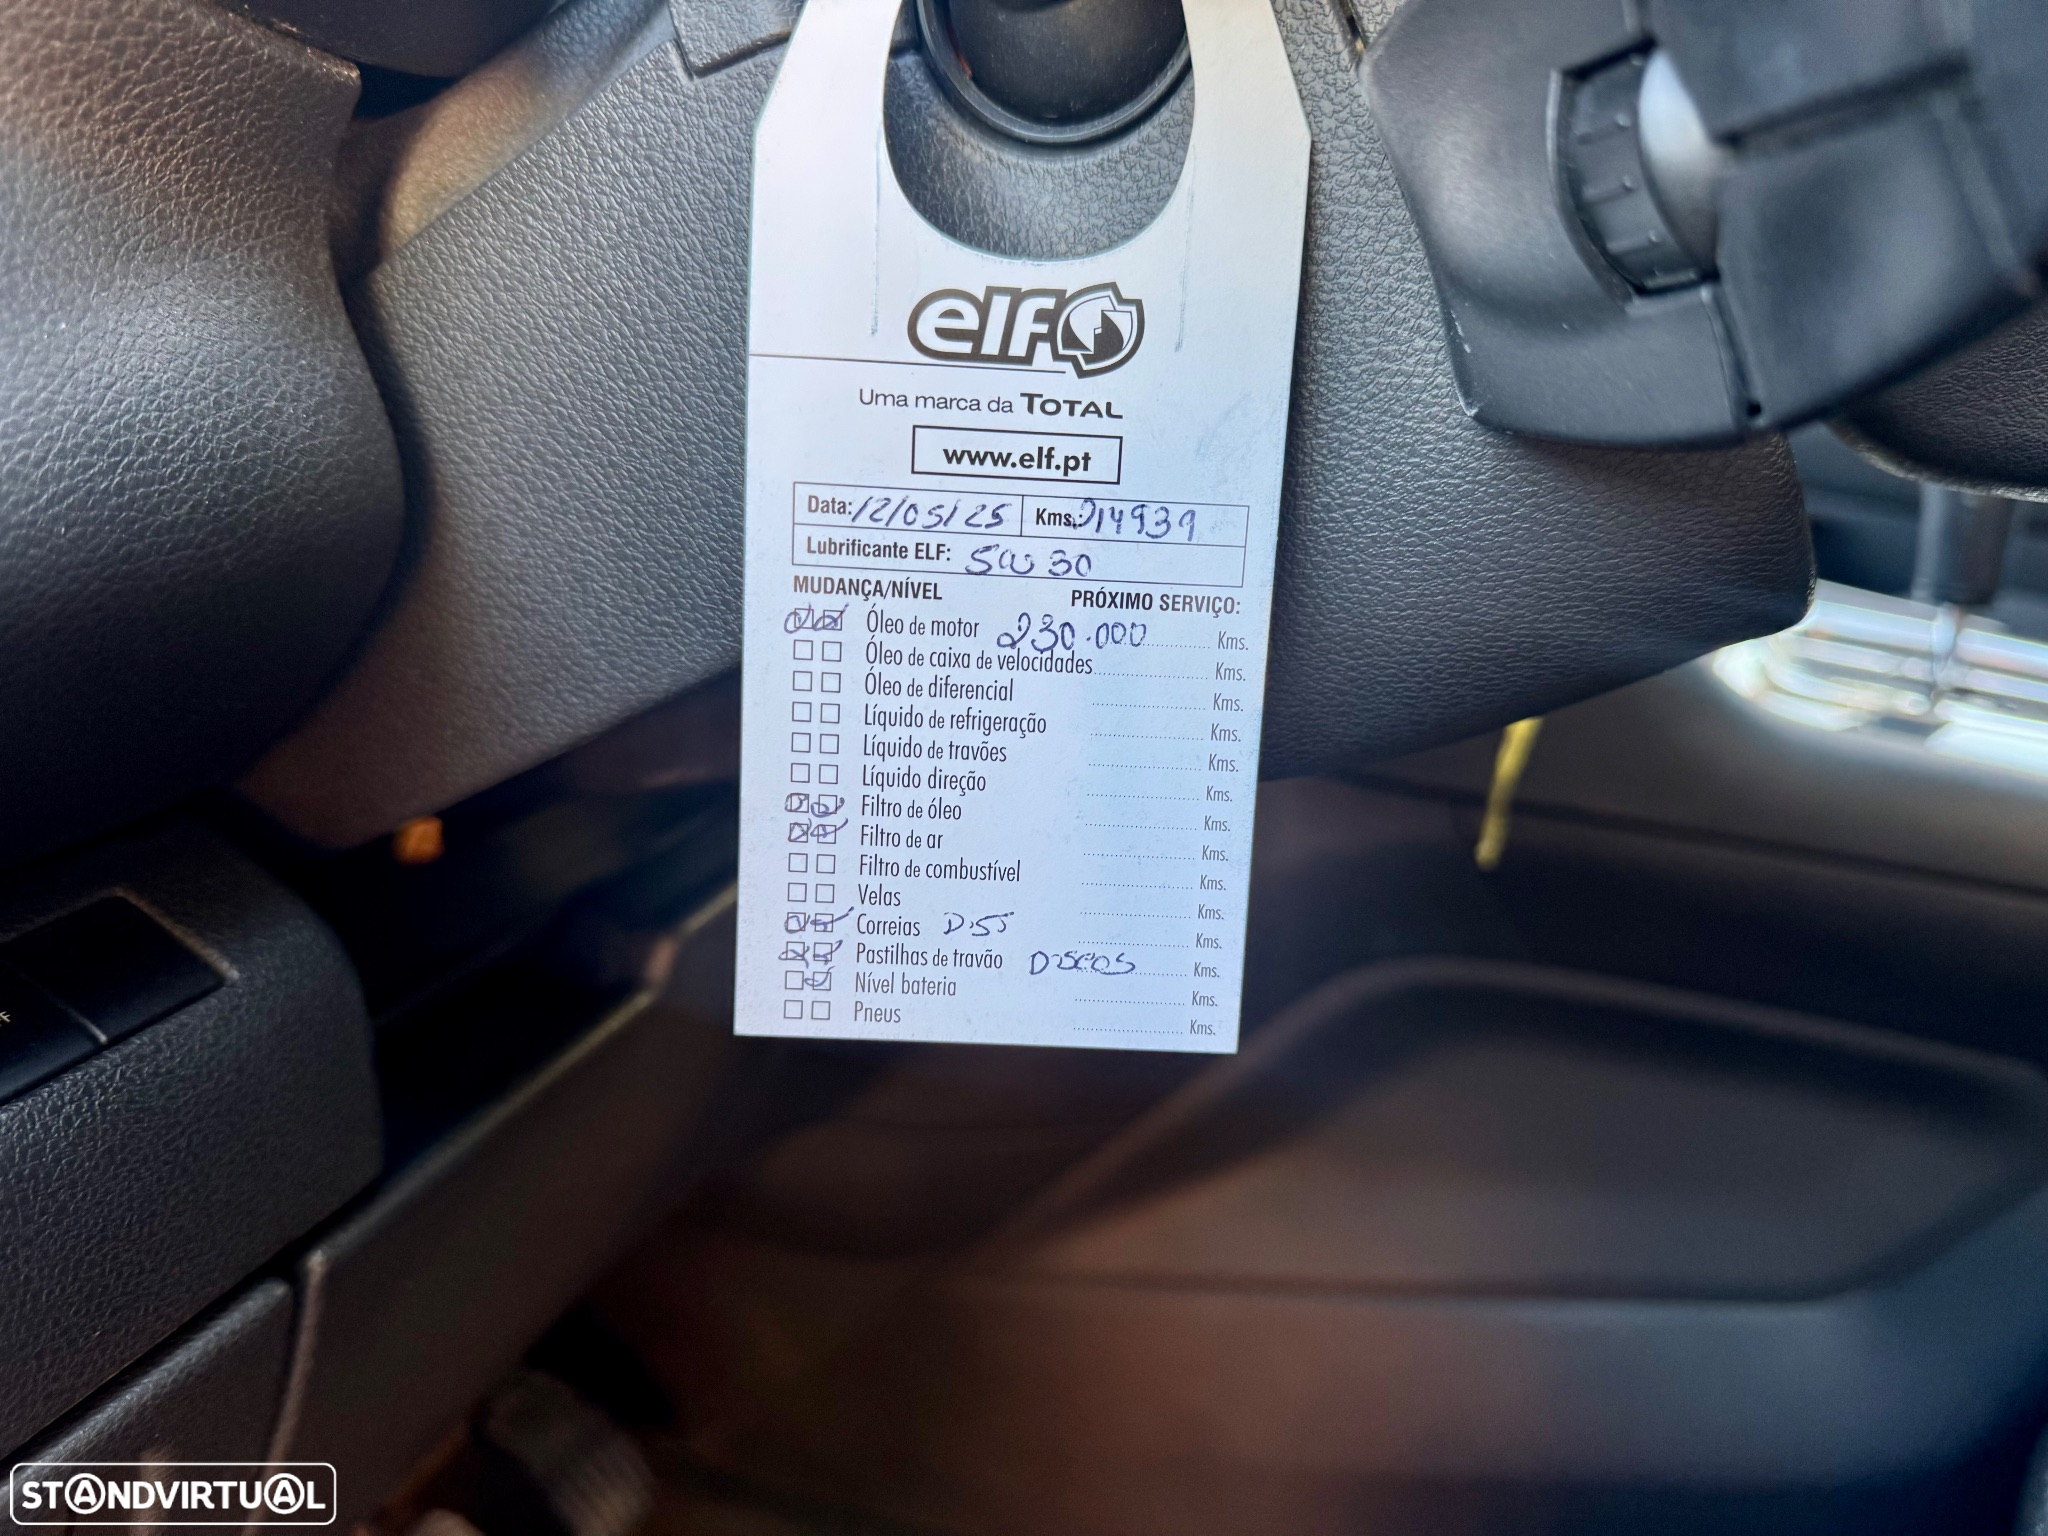 elf
Uma marca da TOTAL
www.elf.pt
Data: 12/05/25 Kms.: 214939
Lubrificante ELF: 5W30
MUDANÇA/NÍVEL PRÓXIMO SERVIÇO:
Óleo de motor 230.000 Kms.
Óleo de caixa de velocidades Kms.
Óleo de diferencial Kms.
Líquido de refrigeração Kms.
Líquido de travões Kms.
Líquido direção Kms.
Filtro de óleo Kms.
Filtro de ar Kms.
Filtro de combustível Kms.
Velas Kms.
Correias Kms.
Pastilhas de travão Discos Kms.
Nível bateria Kms.
Pneus Kms.
STANDVIRTUAL